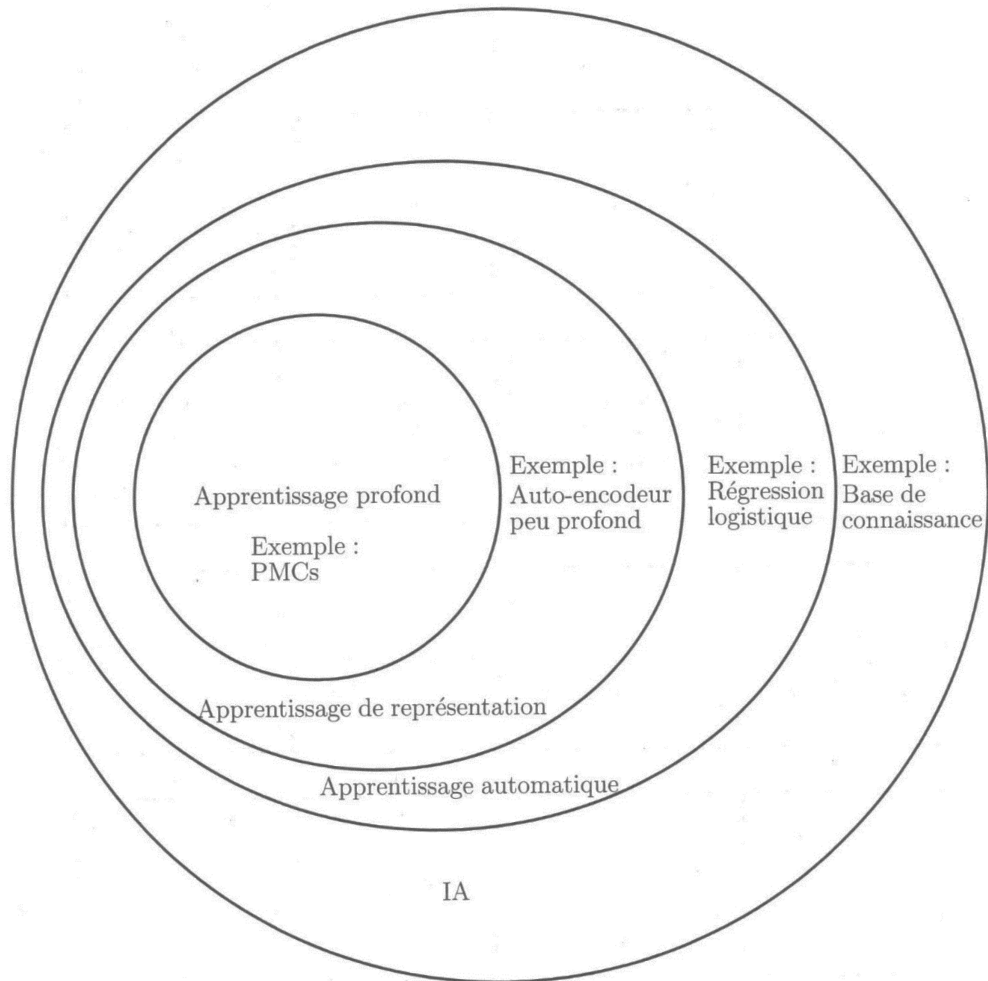 Apprentissage profond
Exemple :
PMCs
Exemple :
Auto-encodeur
peu profond
Exemple :
Régression
logistique
Exemple :
Base de
connaissance
Apprentissage de représentation
Apprentissage automatique
IA